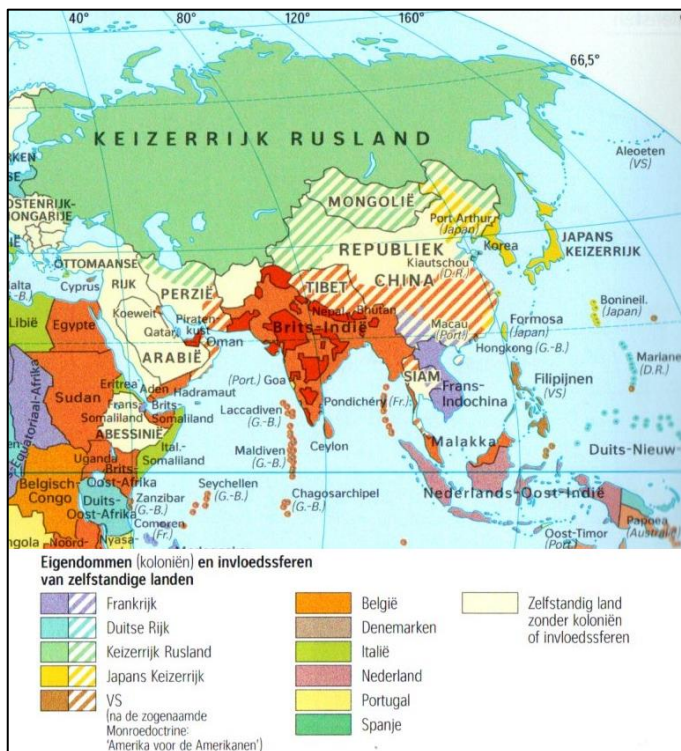 40°
80°
120°
160°
66,5°
KEIZERRIJK RUSLAND
Aleoeten
(VS)
RKEN
SE
OSTENRIJK-
HONGARIJE
MONGOLIË
Port Arthur
(Japan)
REPUBLIEK
CHINA
Kiautschou
(D.R.)
Korea
JAPANS
KEIZERRIJK
OTTOMAANSE
RIJK
Cyprus
alta
(G.-B.)
PERZIË
TIBET
Koeweit
Qatar
Piraten-
kust
Oman
Nepal
Bhutan
Brits-Indië
Macau
(Port.)
Formosa
(Japan)
Bonineil.
(Japan)
Libië
Egypte
ARABIË
Hongkong (G.-B.)
Mariane
(D.R.)
(Port.) Goa
SIAM
Filipijnen
(VS)
Eritrea
Aden
Hadramaut
Sudan
Frans
Somaliland
Brits-
Somaliland
Laccadiven
(G.-B.)
Pondichéry (Fr.)
Frans-
Indochina
Equatoriaal-Afrika
ABESSINIË
Ital.-
Somaliland
Maldiven
(G.-B.)
Ceylon
Malakka
Duits-Nieuw-
Uganda
Brits-
Oost-Afrika
Belgisch-
Congo
Duits-
Oost-Afrika
Zanzibar
(G.-B.)
Seychellen
(G.-B.)
Chagosarchipel
(G.-B.)
Nederlands-Oost-Indië
Comoren
(Fr.)
ngola
Noord-
Nyasa-
Oost-Timor
(Port.)
Papoea
(Austral
Eigendommen (koloniën) en invloedssferen
van zelfstandige landen
Frankrijk
Duitse Rijk
Keizerrijk Rusland
Japans Keizerrijk
VS
(na de zogenaamde
Monroedoctrine:
'Amerika voor de Amerikanen')
België
Denemarken
Italië
Nederland
Portugal
Spanje
Zelfstandig land
zonder koloniën
of invloedssferen